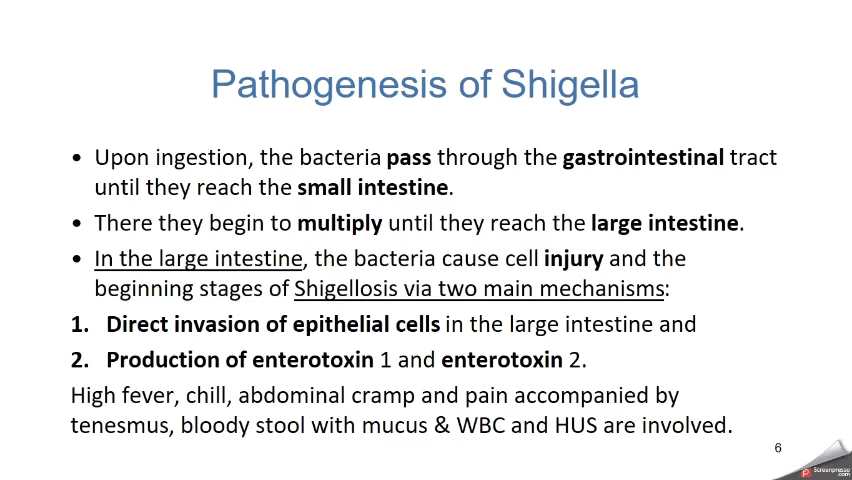 Pathogenesis of Shigella
• Upon ingestion, the bacteria pass through the gastrointestinal tract
until they reach the small intestine.
• There they begin to multiply until they reach the large intestine.
• In the large intestine, the bacteria cause cell injury and the
beginning stages of Shigellosis via two main mechanisms:
1. Direct invasion of epithelial cells in the large intestine and
2. Production of enterotoxin 1 and enterotoxin 2.
High fever, chill, abdominal cramp and pain accompanied by
tenesmus, bloody stool with mucus & WBC and HUS are involved.
6
Screenpresso
.com